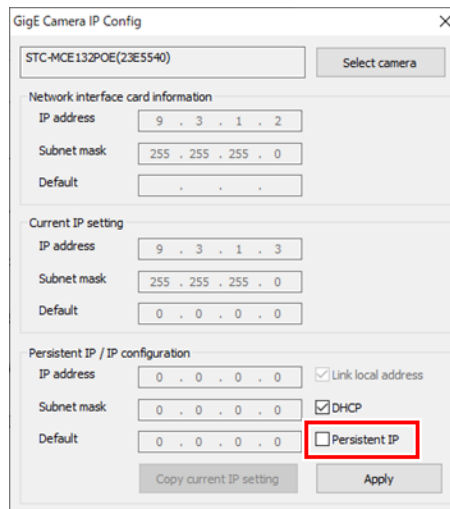 GigE Camera IP Config
STC-MCE132POE(23E5540)
Select camera
Network interface card information
IP address 9 . 3 . 1 . 2
Subnet mask 255 . 255 . 255 . 0
Default . . .
Current IP setting
IP address 9 . 3 . 1 . 3
Subnet mask 255 . 255 . 255 . 0
Default 0 . 0 . 0 . 0
Persistent IP / IP configuration
IP address 0 . 0 . 0 . 0 Link local address
Subnet mask 0 . 0 . 0 . 0 DHCP
Default 0 . 0 . 0 . 0 Persistent IP
Copy current IP setting Apply